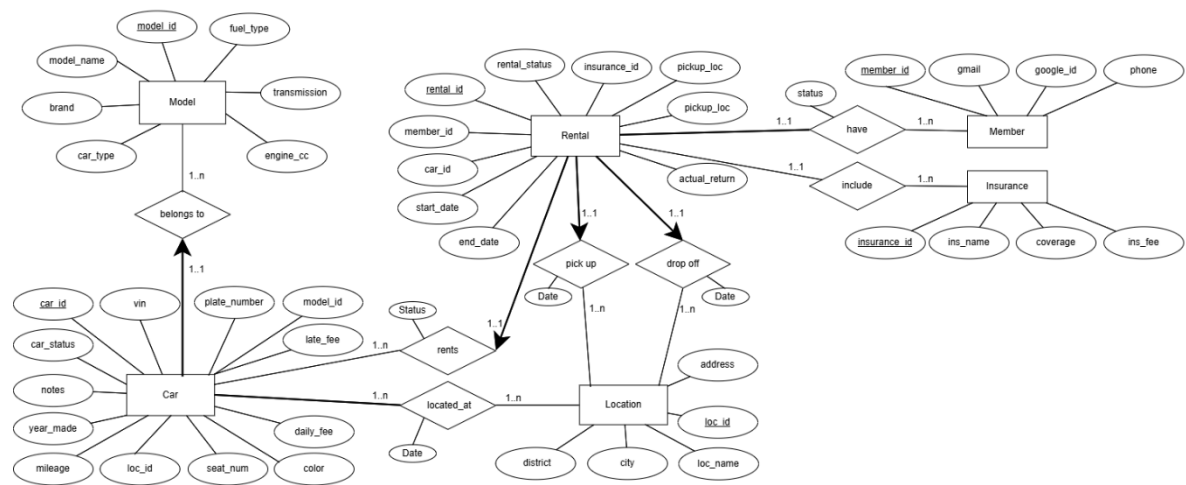 model_id
fuel_type
model_name
brand
Model
transmission
car_type
engine_cc
1..n
belongs to
1..1
rental_status
insurance_id
pickup_loc
rental_id
pickup_loc
member_id
Rental
car_id
actual_return
start_date
end_date
status
1..1
have
1..n
member_id
gmail
google_id
phone
Member
1..1
include
1..n
Insurance
insurance_id
ins_name
coverage
ins_fee
1..1
pick up
Date
1..n
1..1
drop off
Date
1..n
car_id
vin
plate_number
model_id
car_status
late_fee
notes
Car
year_made
daily_fee
mileage
loc_id
seat_num
color
Status
1..n
rents
1..1
1..n
located_at
1..n
Date
Location
address
loc_id
district
city
loc_name